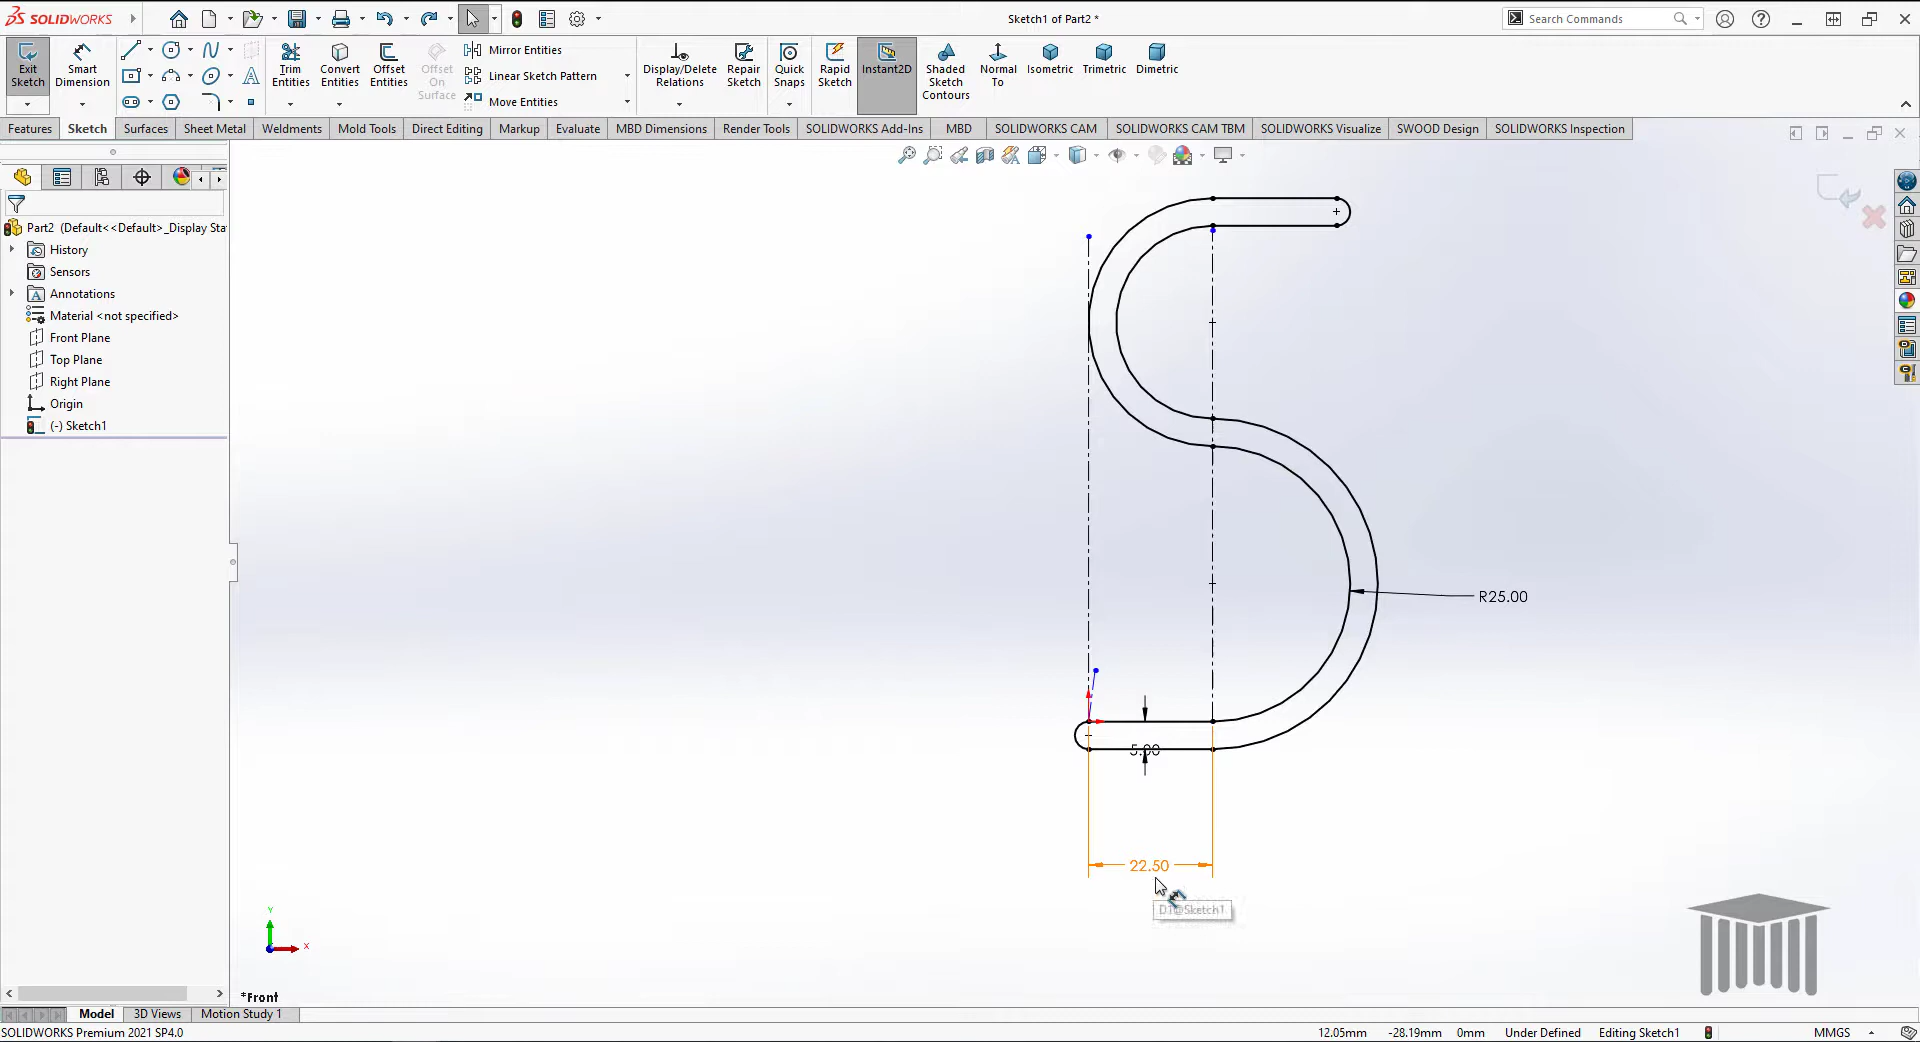 SOLIDWORKS
Sketch1 of Part2 *
Search Commands
Exit Sketch
Smart Dimension
Trim Entities
Convert Entities
Offset Entities
Offset On Surface
Mirror Entities
Linear Sketch Pattern
Move Entities
Display/Delete Relations
Repair Sketch
Quick Snaps
Rapid Sketch
Instant2D
Shaded Sketch Contours
Normal To
Isometric
Trimetric
Dimetric
Features
Sketch
Surfaces
Sheet Metal
Weldments
Mold Tools
Direct Editing
Markup
Evaluate
MBD Dimensions
Render Tools
SOLIDWORKS Add-Ins
MBD
SOLIDWORKS CAM
SOLIDWORKS CAM TBM
SOLIDWORKS Visualize
SWOOD Design
SOLIDWORKS Inspection
Part2 (Default<<Default>_Display Sta
History
Sensors
Annotations
Material <not specified>
Front Plane
Top Plane
Right Plane
Origin
(-) Sketch1
R25.00
5.00
22.50
D1@Sketch1
Y
X
*Front
Model
3D Views
Motion Study 1
SOLIDWORKS Premium 2021 SP4.0
12.05mm
-28.19mm
0mm
Under Defined
Editing Sketch1
MMGS